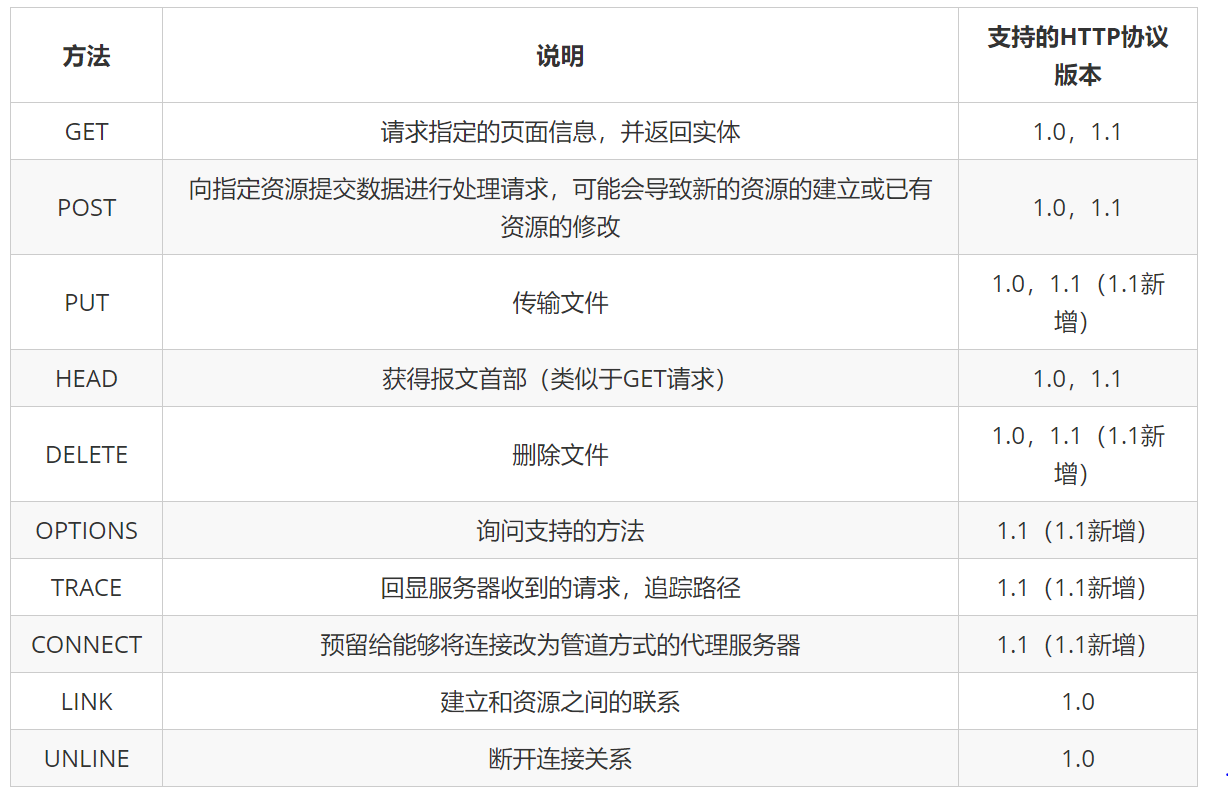 方法
说明
支持的HTTP协议
版本
GET
请求指定的页面信息，并返回实体
1.0，1.1
POST
向指定资源提交数据进行处理请求，可能会导致新的资源的建立或已有
资源的修改
1.0，1.1
PUT
传输文件
1.0，1.1（1.1新
增）
HEAD
获得报文首部（类似于GET请求）
1.0，1.1
DELETE
删除文件
1.0，1.1（1.1新
增）
OPTIONS
询问支持的方法
1.1（1.1新增）
TRACE
回显服务器收到的请求，追踪路径
1.1（1.1新增）
CONNECT
预留给能够将连接改为管道方式的代理服务器
1.1（1.1新增）
LINK
建立和资源之间的联系
1.0
UNLINE
断开连接关系
1.0